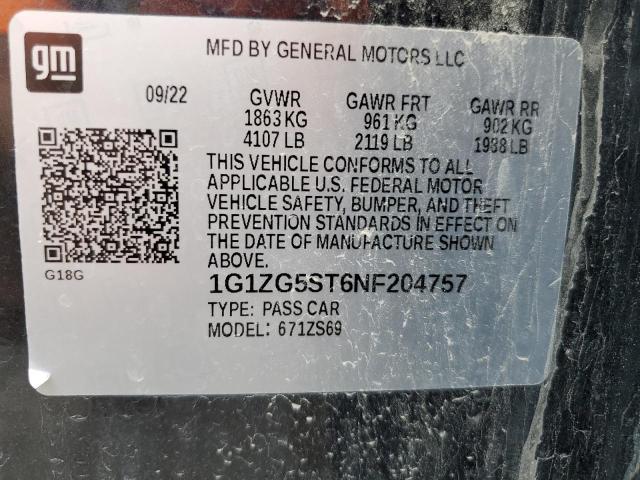 gm
MFD BY GENERAL MOTORS LLC
09/22 GVWR GAWR FRT GAWR RR
1863 KG 961 KG 902 KG
4107 LB 2119 LB 1988 LB
THIS VEHICLE CONFORMS TO ALL
APPLICABLE U.S. FEDERAL MOTOR
VEHICLE SAFETY, BUMPER, AND THEFT
PREVENTION STANDARDS IN EFFECT ON
THE DATE OF MANUFACTURE SHOWN
ABOVE.
G18G
1G1ZG5ST6NF204757
TYPE: PASS CAR
MODEL: 671ZS69